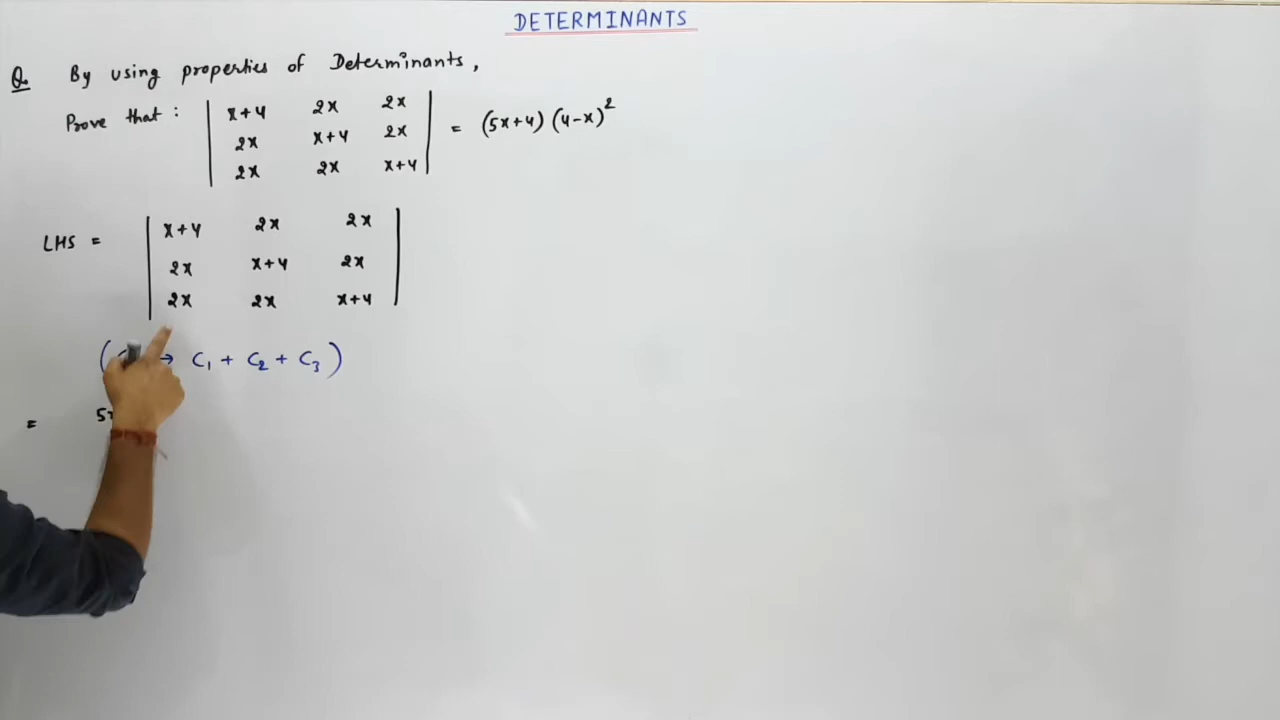 DETERMINANTS
Q. By using properties of Determinants,
Prove that : | x+4 2x 2x |
| 2x x+4 2x | = (5x+4) (4-x)²
| 2x 2x x+4 |
LHS = | x+4 2x 2x |
| 2x x+4 2x |
| 2x 2x x+4 |
( → C₁ + C₂ + C₃ )
=